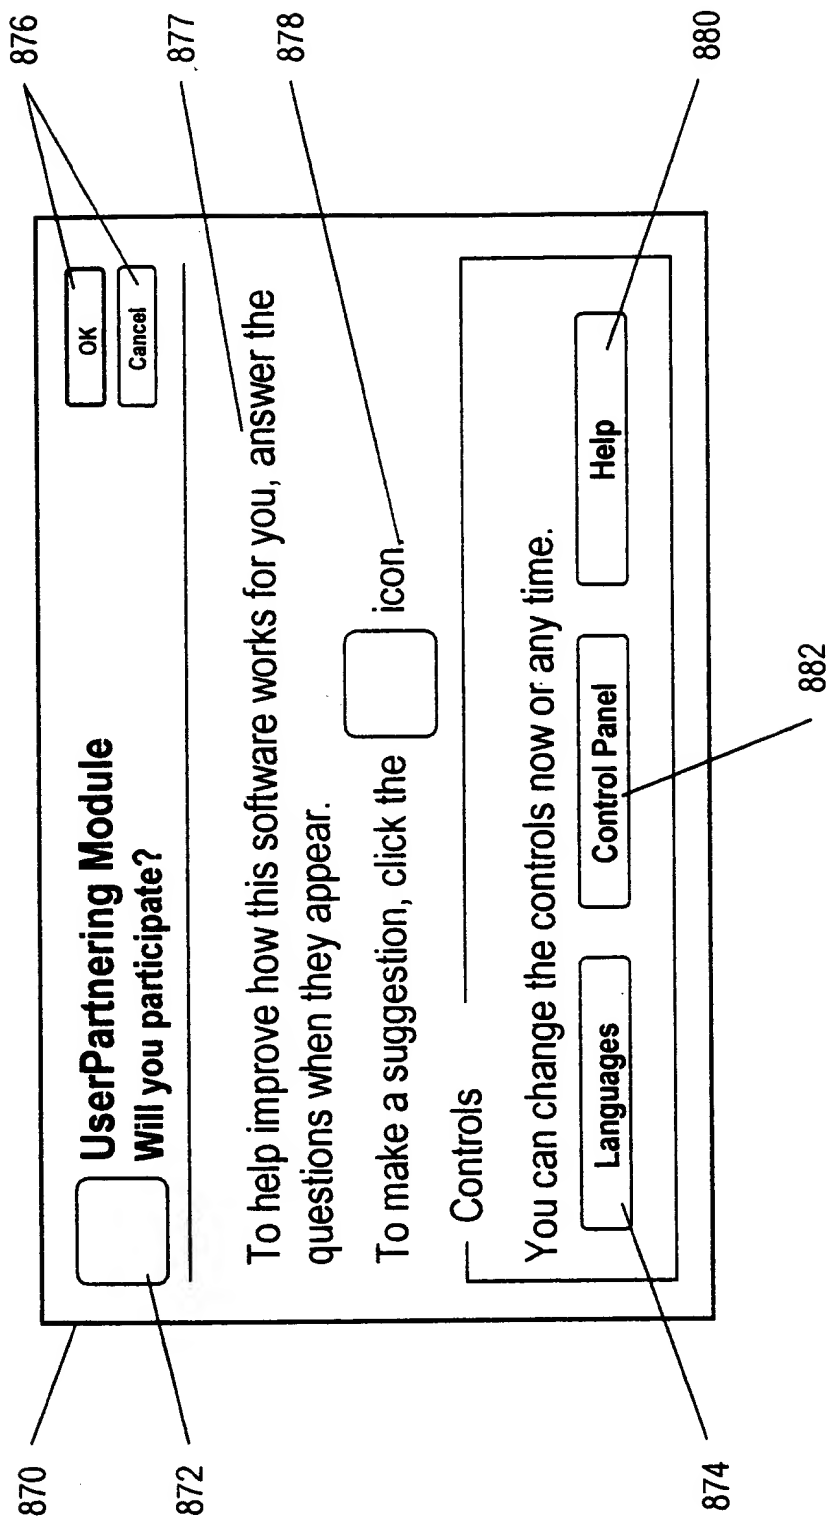 870
872
UserPartnering Module
Will you participate?
OK
Cancel
876
To help improve how this software works for you, answer the
questions when they appear.
877
To make a suggestion, click the icon.
878
Controls
You can change the controls now or any time.
Languages
Control Panel
Help
874
882
880